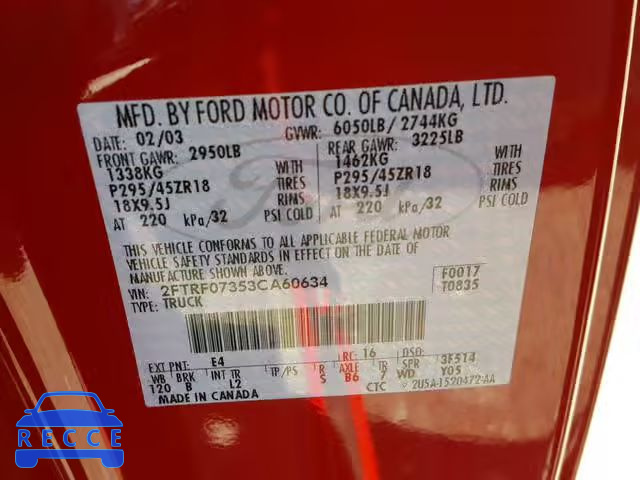 MFD. BY FORD MOTOR CO. OF CANADA, LTD.
DATE: 02/03 GVWR: 6050LB/ 2744KG
FRONT GAWR: 2950LB REAR GAWR: 3225LB
1338KG WITH 1462KG WITH
P295/45ZR18 TIRES P295/45ZR18 TIRES
18X9.5J RIMS 18X9.5J RIMS
AT 220 kPa/32 PSI COLD AT 220 kPa/32 PSI COLD
THIS VEHICLE CONFORMS TO ALL APPLICABLE FEDERAL MOTOR
VEHICLE SAFETY STANDARDS IN EFFECT ON THE DATE OF
MANUFACTURE SHOWN ABOVE.
VIN: 2FTRF07353CA60634 F0017
TYPE: TRUCK T0835
EXT PNT: E4 RC: 16 DSO: 3F514
WB BRK INT TR TP/PS R AXLE TR SPR
120 B L2 S B6 7 WD Y05
MADE IN CANADA CTC 2U5A-1520472-AA
RECCE